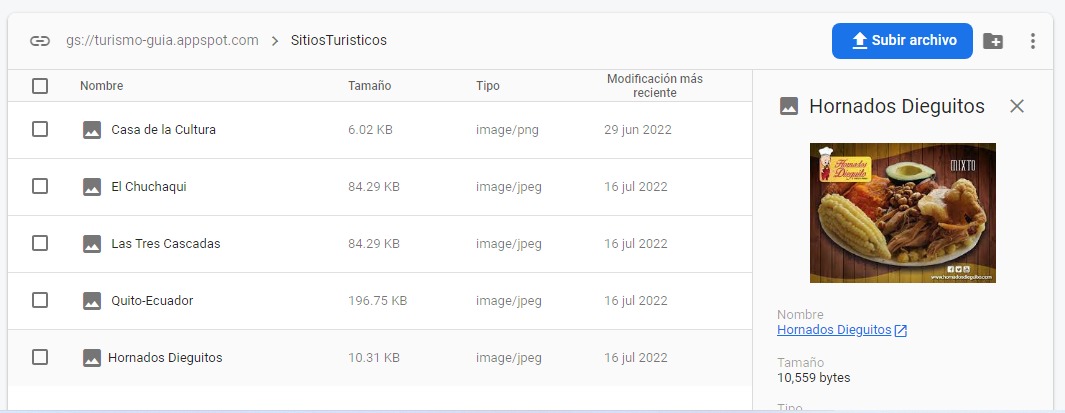 gs://turismo-guia.appspot.com > SitiosTuristicos
Subir archivo
Nombre Tamaño Tipo Modificación más
reciente
Casa de la Cultura 6.02 KB image/png 29 jun 2022
El Chuchaqui 84.29 KB image/jpeg 16 jul 2022
Las Tres Cascadas 84.29 KB image/jpeg 16 jul 2022
Quito-Ecuador 196.75 KB image/jpeg 16 jul 2022
Hornados Dieguitos 10.31 KB image/jpeg 16 jul 2022
Hornados Dieguitos
Hornados
Dieguito
MIXTO
www.hornadosdieguito.com
Nombre
Hornados Dieguitos
Tamaño
10,559 bytes
Tipo